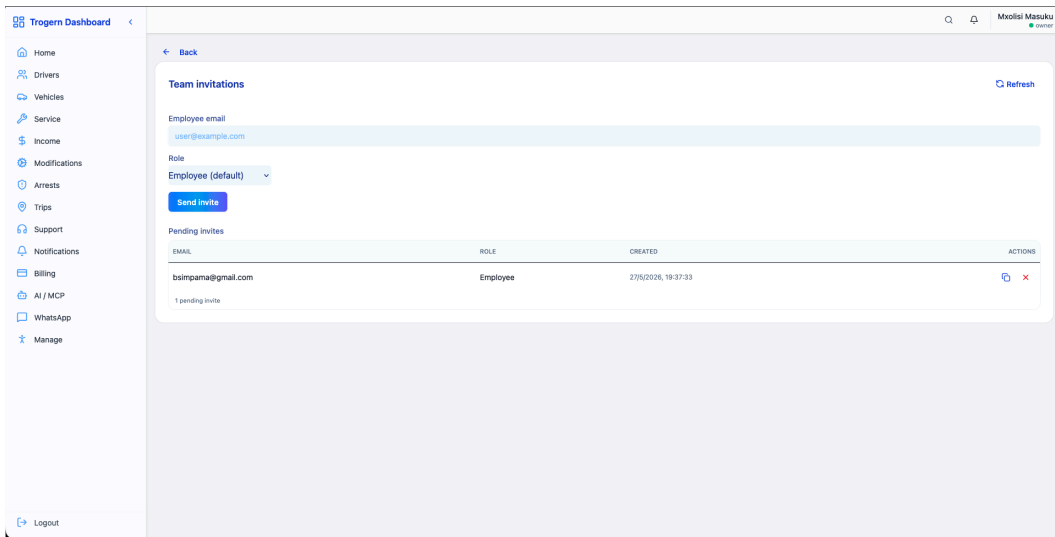 Trogern Dashboard
Mxolisi Masuku
owner
Home
Drivers
Vehicles
Service
Income
Modifications
Arrests
Trips
Support
Notifications
Billing
AI / MCP
WhatsApp
Manage
Logout
Back
Team invitations
Refresh
Employee email
user@example.com
Role
Employee (default)
Send invite
Pending invites
EMAIL ROLE CREATED ACTIONS
bsimpama@gmail.com Employee 27/5/2026, 19:37:33
1 pending invite